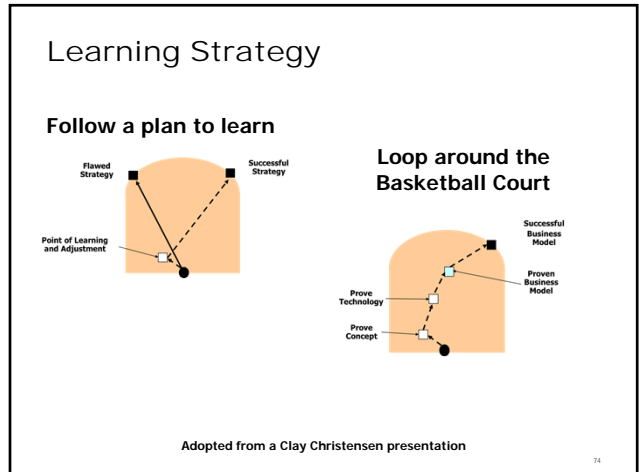 Learning Strategy
Follow a plan to learn
Flawed
Strategy
Successful
Strategy
Point of Learning
and Adjustment
Loop around the
Basketball Court
Successful
Business
Model
Proven
Business
Model
Prove
Technology
Prove
Concept
Adopted from a Clay Christensen presentation
74